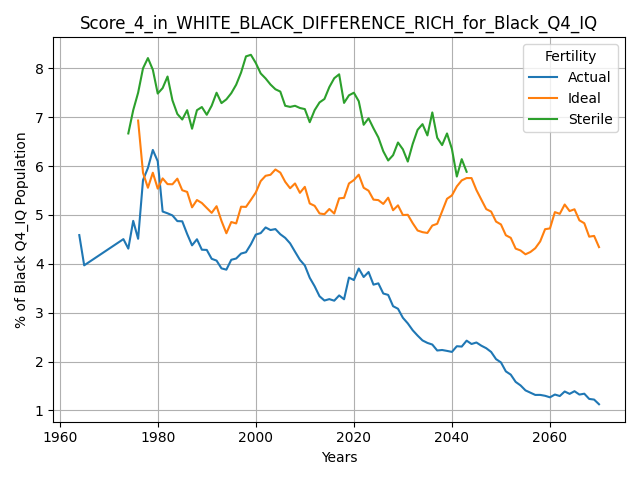 Score_4_in_WHITE_BLACK_DIFFERENCE_RICH_for_Black_Q4_IQ
Fertility
Actual
Ideal
Sterile
% of Black Q4_IQ Population
8
7
6
5
4
3
2
1
1960
1980
2000
2020
2040
2060
Years